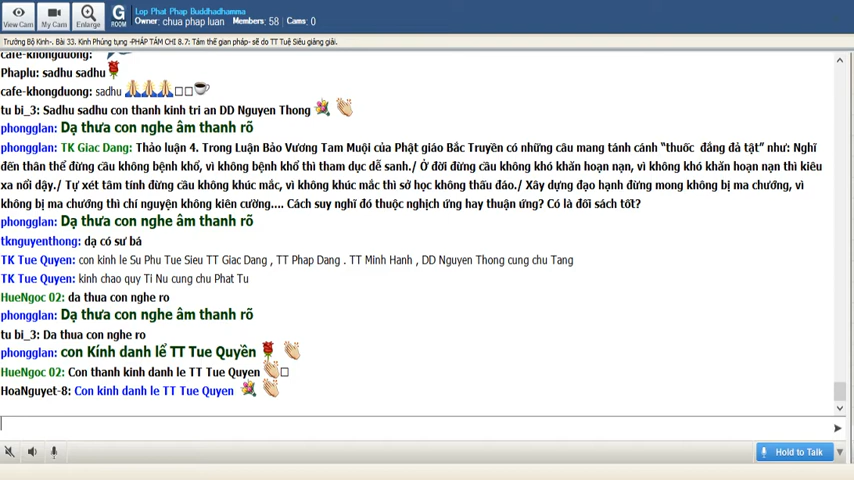 View Cam
My Cam
Enlarge
G
ROOM
Lop Phat Phap Buddhadhamma
Owner: chua phap luan Members: 58 Cams: 0
Trường Bộ Kinh-. Bài 33. Kinh Phúng tụng -PHÁP TÁM CHI 8.7: Tám thế gian pháp- sẽ do TT Tuệ Siêu giảng giải.
cafe-khongduong:
Phaplu: sadhu sadhu
cafe-khongduong: sadhu
tu bi_3: Sadhu sadhu con thanh kinh tri an DD Nguyen Thong
phongglan: Dạ thưa con nghe âm thanh rõ
phongglan: TK Giac Dang: Thảo luận 4. Trong Luận Bảo Vương Tam Muội của Phật giáo Bắc Truyền có những câu mang tánh cánh “thuốc đắng đả tật” như: Nghĩ
đến thân thể đừng cầu không bệnh khổ, vì không bệnh khổ thì tham dục dễ sanh./ Ở đời đừng cầu không khó khăn hoạn nạn, vì không khó khăn hoạn nạn thì kiêu
xa nổi dậy./ Tự xét tâm tính đừng cầu không khúc mắc, vì không khúc mắc thì sở học không thấu đáo./ Xây dựng đạo hạnh đừng mong không bị ma chướng, vì
không bị ma chướng thì chí nguyện không kiên cường.... Cách suy nghĩ đó thuộc nghịch ứng hay thuận ứng? Có là đối sách tốt?
phongglan: Dạ thưa con nghe âm thanh rõ
tknguyenthong: dạ có sư bá
TK Tue Quyen: con kinh le Su Phu Tue Sieu TT Giac Dang , TT Phap Dang . TT Minh Hanh , DD Nguyen Thong cung chu Tang
TK Tue Quyen: kinh chao quy Ti Nu cung chu Phat Tu
HueNgoc 02: da thua con nghe ro
phongglan: Dạ thưa con nghe âm thanh rõ
tu bi_3: Da thua con nghe ro
phongglan: con Kính danh lể TT Tue Quyền
HueNgoc 02: Con thanh kinh danh le TT Tue Quyen
HoaNguyet-8: Con kinh danh le TT Tue Quyen
Hold to Talk